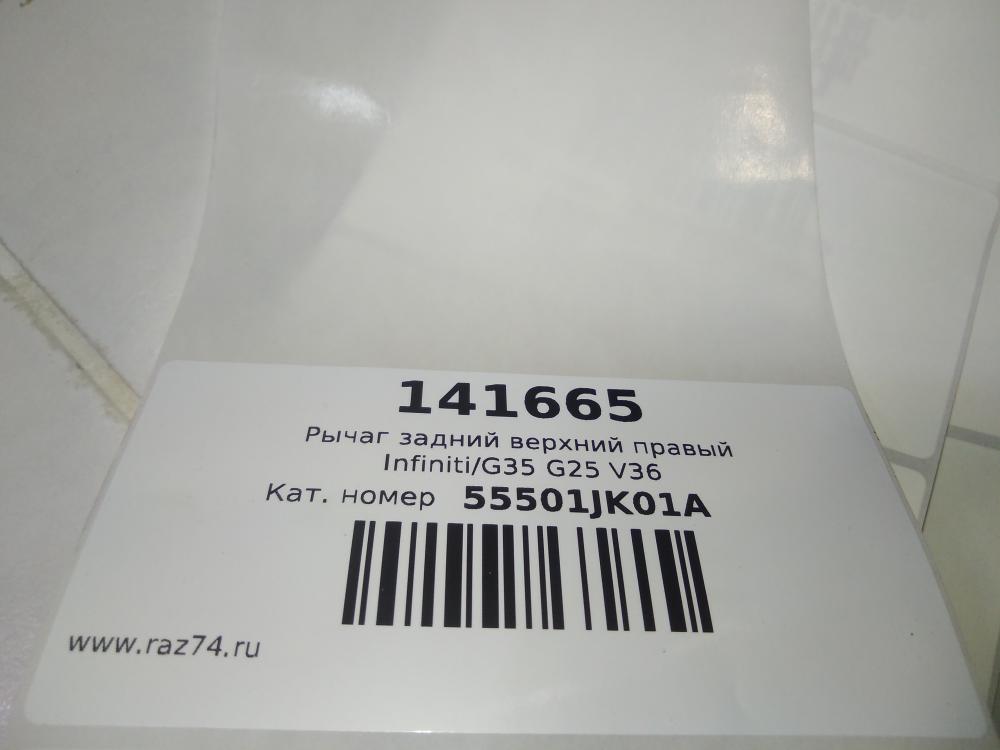 141665
Рычаг задний верхний правый
Infiniti/G35 G25 V36
Кат. номер 55501JK01A
www.raz74.ru